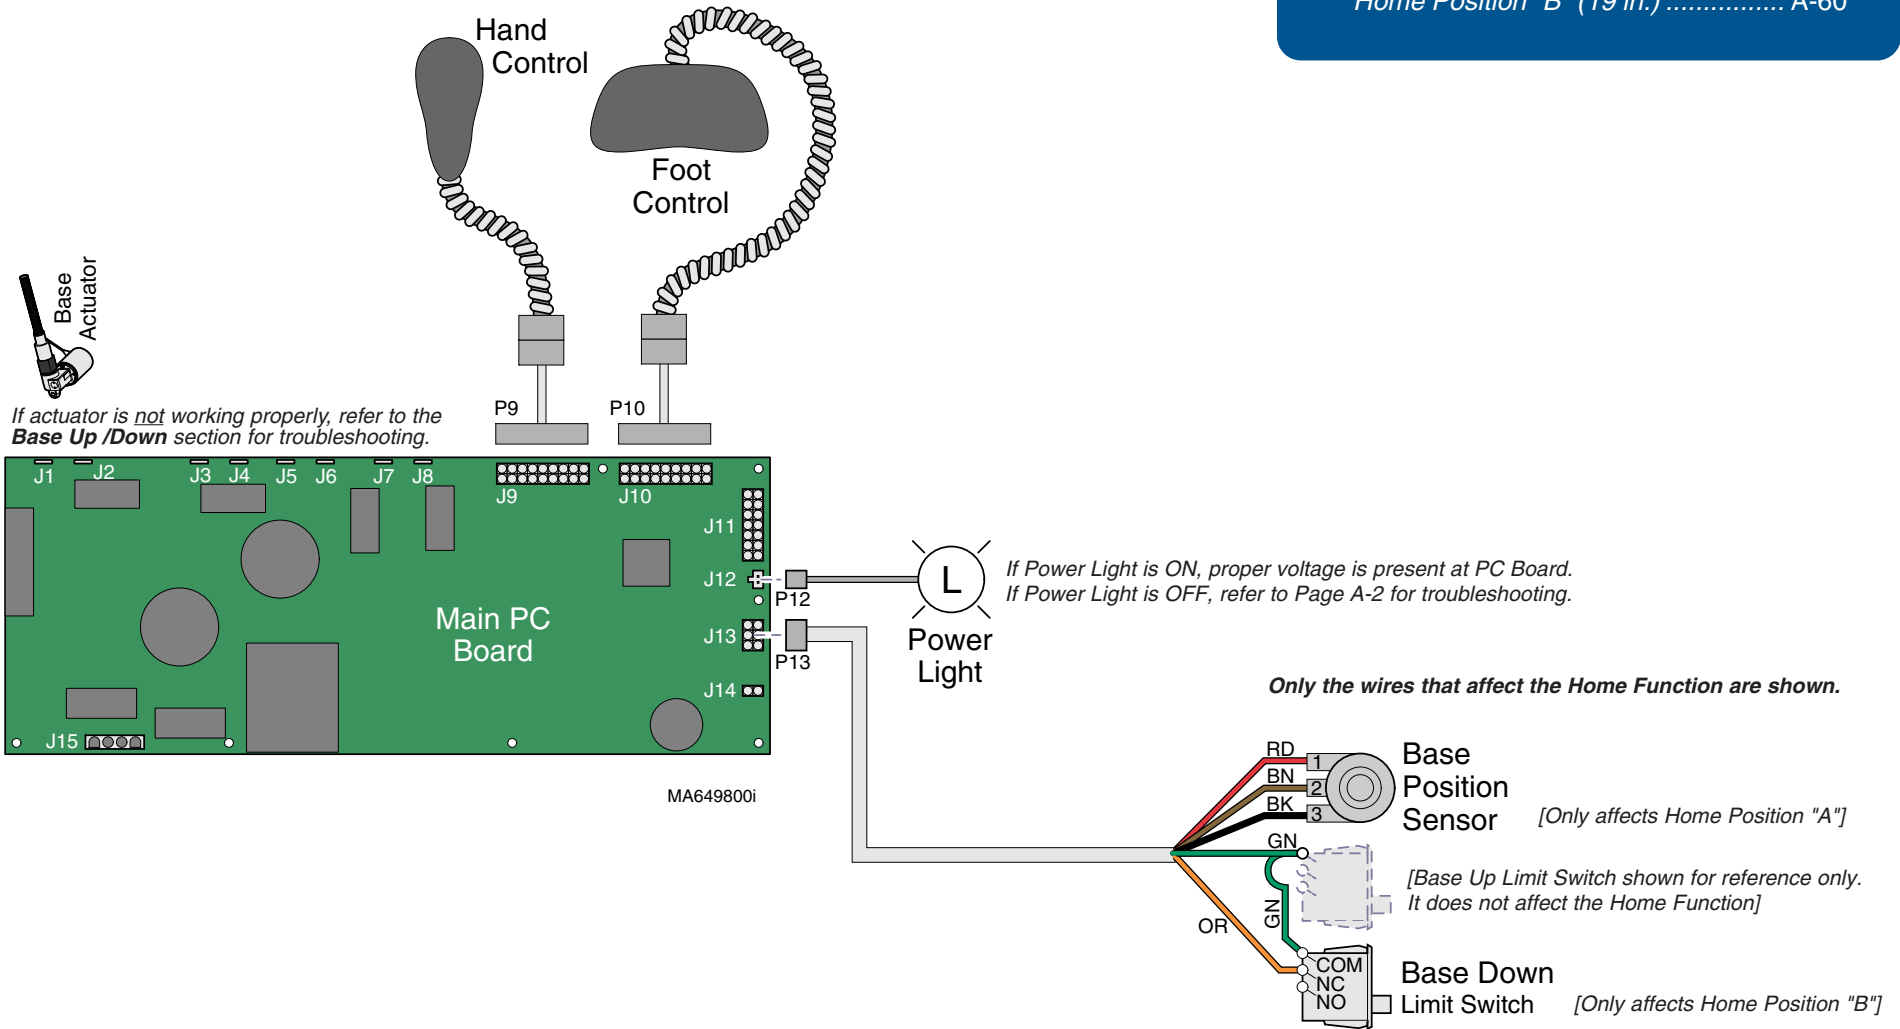 Home Position "B" (19 in.) ................ A-60
Hand
Control
Foot
Control
Base
Actuator
If actuator is not working properly, refer to the
Base Up /Down section for troubleshooting.
P9
P10
J1
J2
J3
J4
J5
J6
J7
J8
J9
J10
J11
J12
P12
J13
P13
J14
J15
Main PC
Board
L
Power
Light
If Power Light is ON, proper voltage is present at PC Board.
If Power Light is OFF, refer to Page A-2 for troubleshooting.
MA649800i
Only the wires that affect the Home Function are shown.
RD
BN
BK
1
2
3
Base
Position
Sensor
[Only affects Home Position "A"]
GN
GN
OR
[Base Up Limit Switch shown for reference only.
It does not affect the Home Function]
COM
NC
NO
Base Down
Limit Switch
[Only affects Home Position "B"]